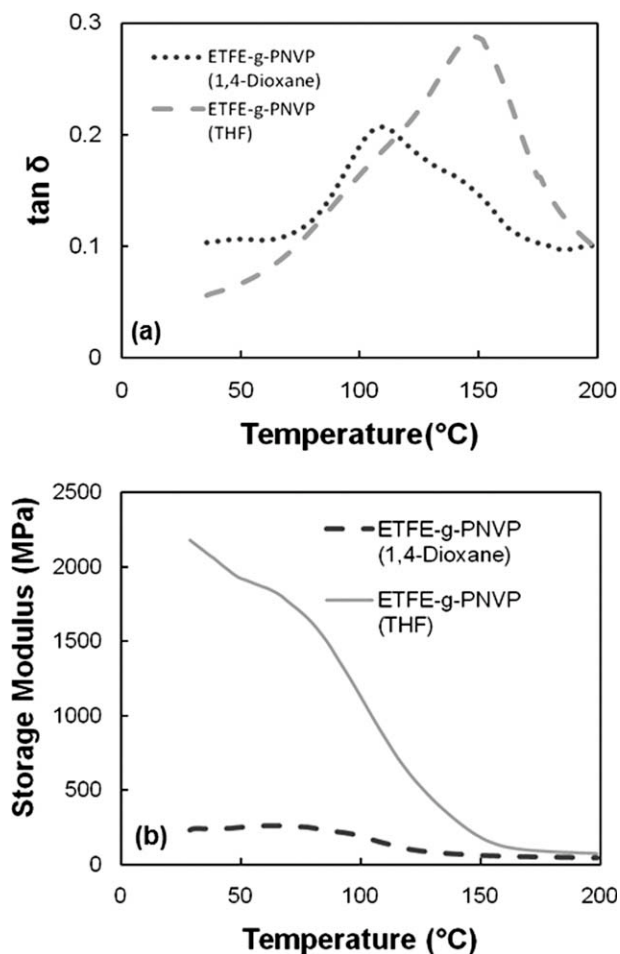 0.3
0.2
0.1
0
tan δ
ETFE-g-PNVP
(1,4-Dioxane)
ETFE-g-PNVP
(THF)
(a)
0 50 100 150 200
Temperature(°C)
2500
2000
1500
1000
500
0
Storage Modulus (MPa)
ETFE-g-PNVP
(1,4-Dioxane)
ETFE-g-PNVP
(THF)
(b)
0 50 100 150 200
Temperature (°C)